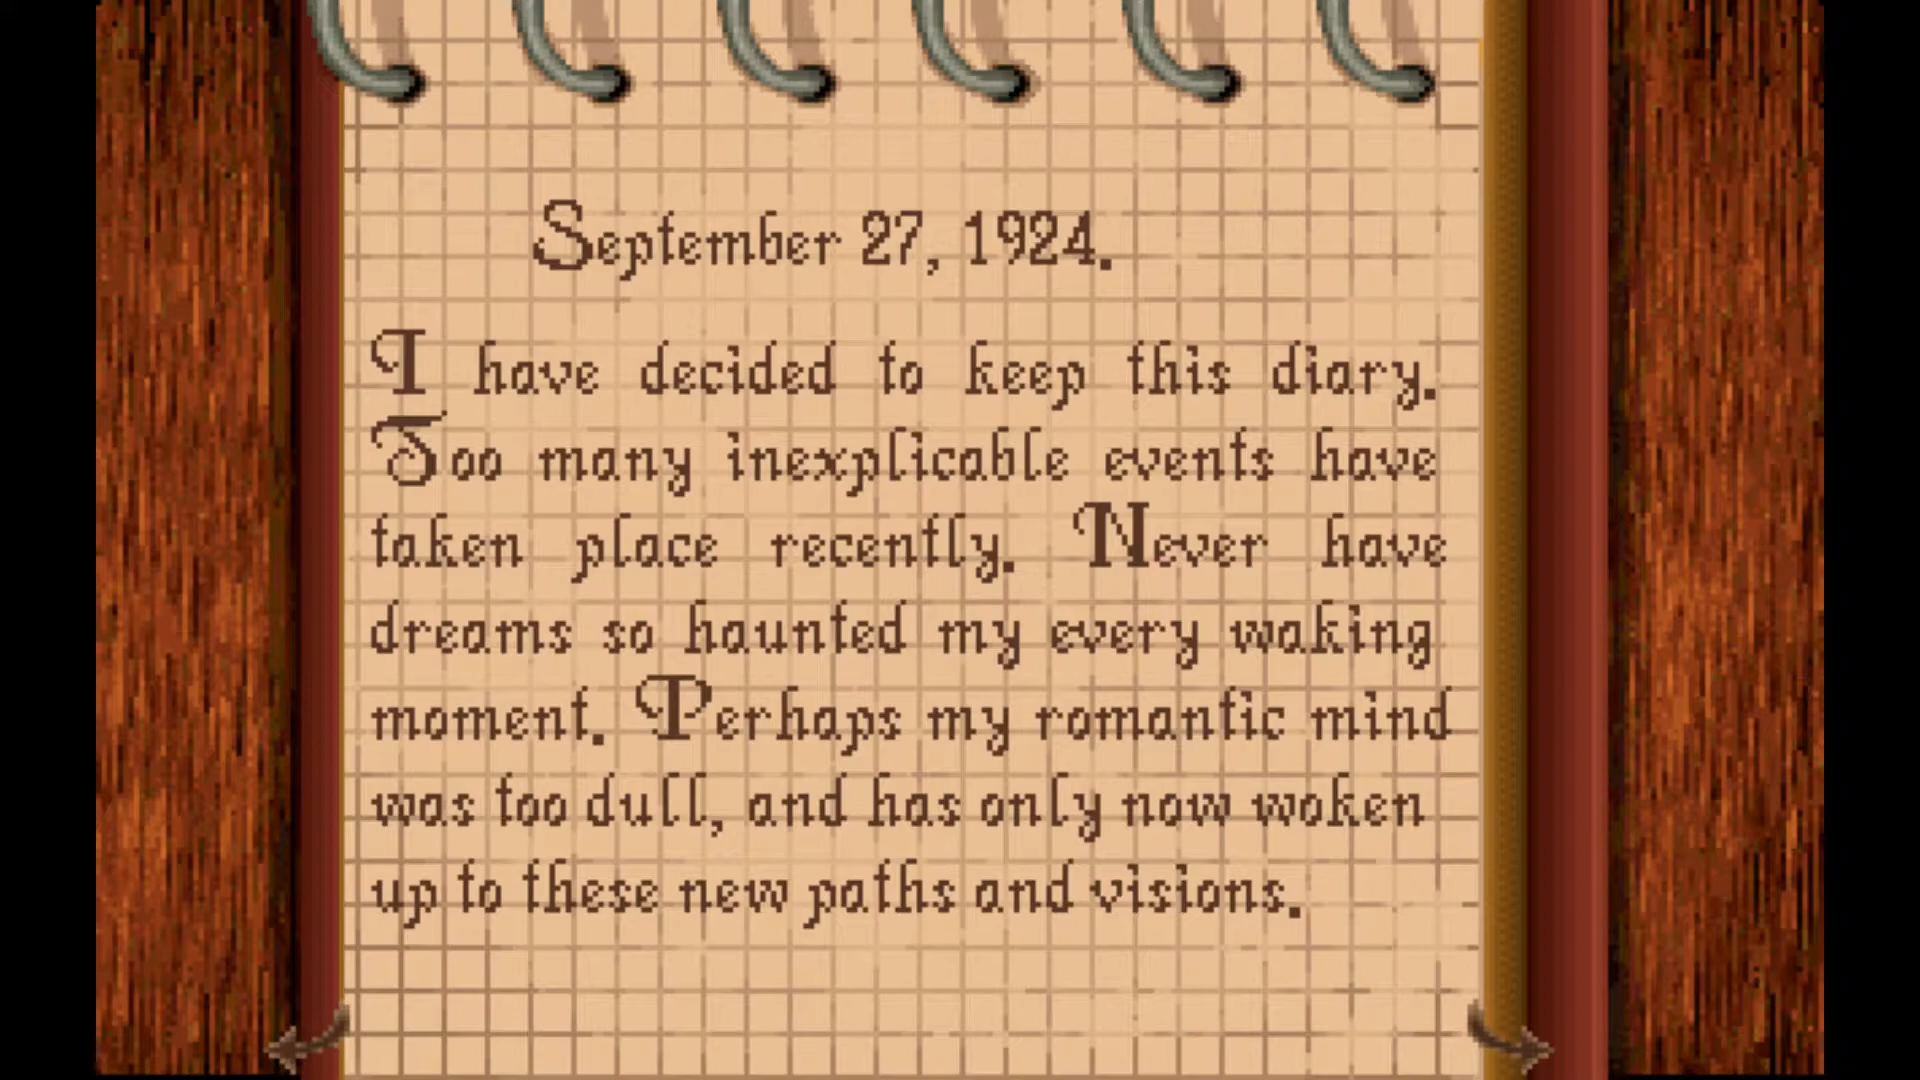 September 27, 1924.
I have decided to keep this diary.
Too many inexplicable events have
taken place recently. Never have
dreams so haunted my every waking
moment. Perhaps my romantic mind
was too dull, and has only now woken
up to these new paths and visions.